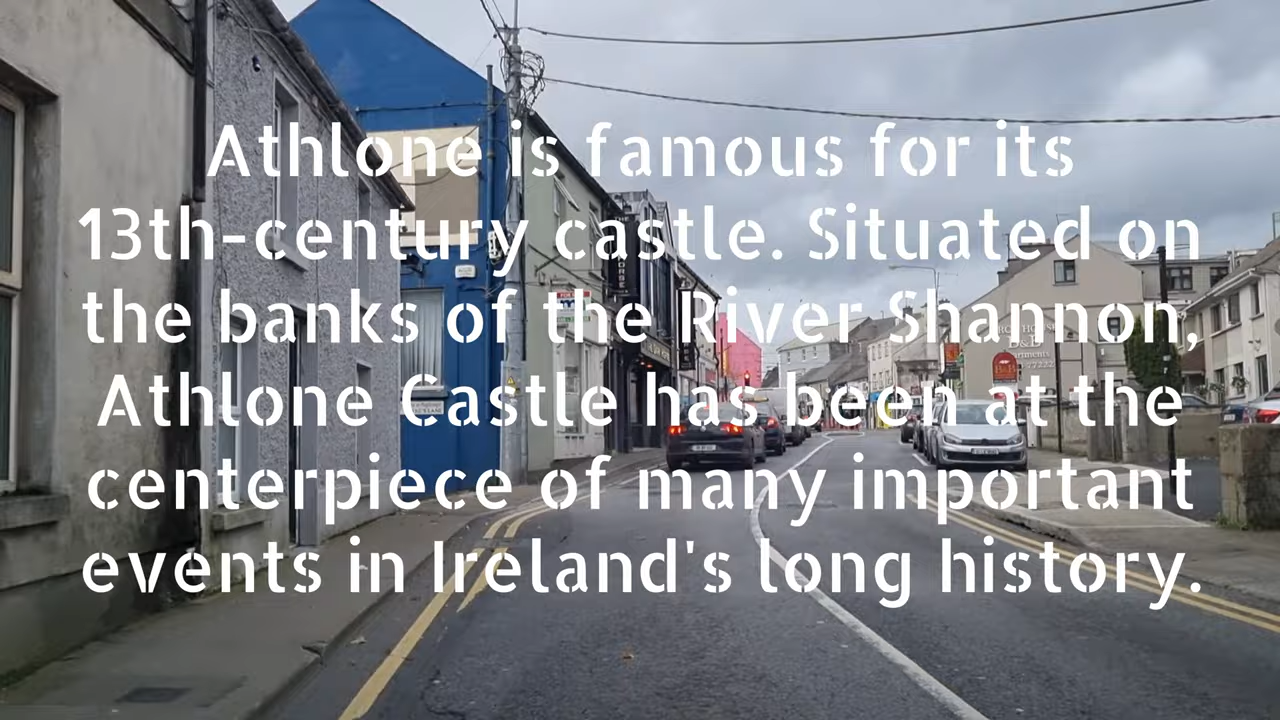 Athlone is famous for its
13th-century castle. Situated on
the banks of the River Shannon,
Athlone Castle has been at the
centerpiece of many important
events in Ireland's long history.
B&B